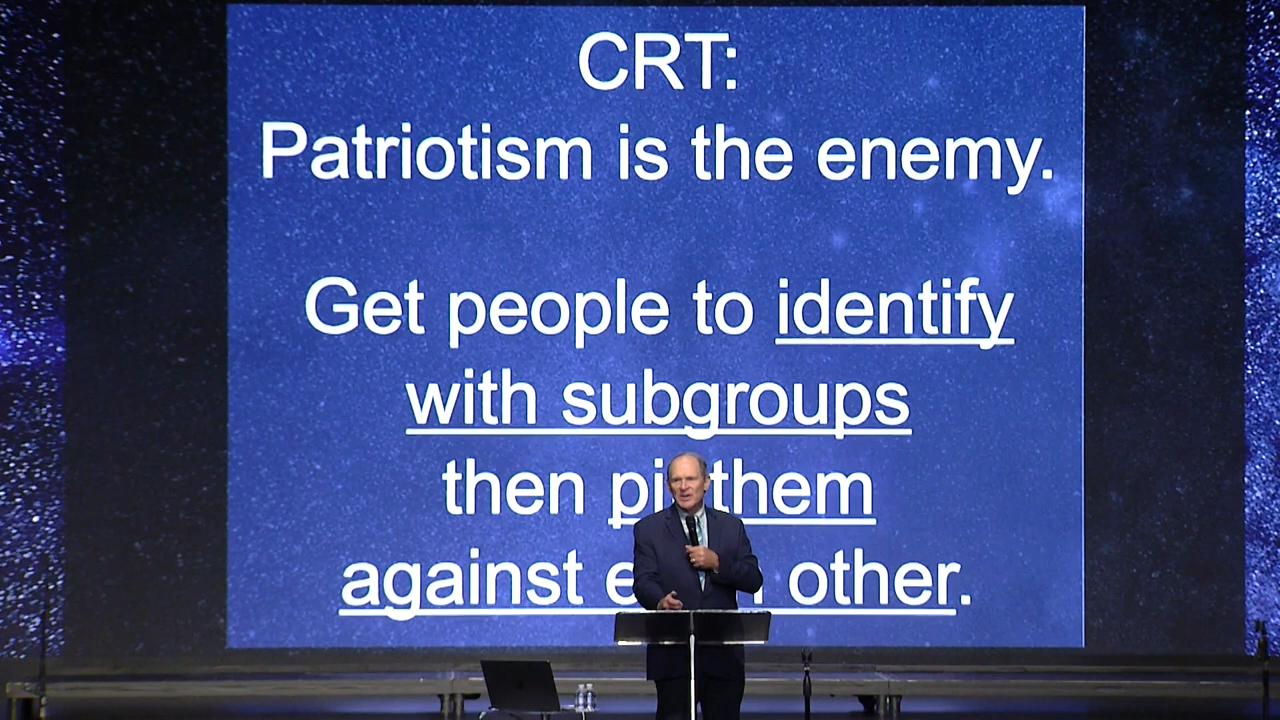 CRT:
Patriotism is the enemy.
Get people to identify
with subgroups
then them
against other.